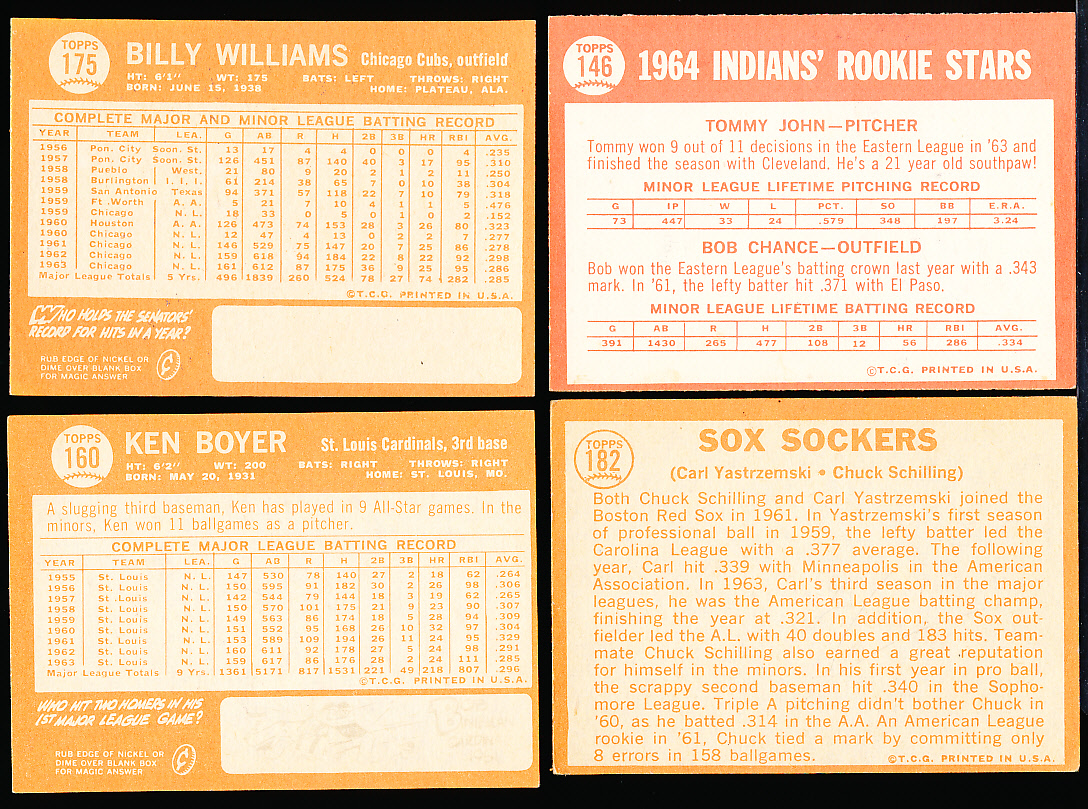 TOPPS
175
BILLY WILLIAMS Chicago Cubs, outfield
HT: 6'1" WT: 175 BATS: LEFT THROWS: RIGHT
BORN: JUNE 15, 1938 HOME: PLATEAU, ALA.
COMPLETE MAJOR AND MINOR LEAGUE BATTING RECORD
YEAR TEAM LEA. G AB R H 2B 3B HR RBI AVG.
1956 Pon. City Soon. St. 13 17 4 4 0 0 0 4 .235
1957 Pon. City Soon. St. 126 451 87 140 40 3 17 95 .310
1958 Pueblo West. 21 80 9 20 2 1 2 11 .250
1958 Burlington I. I. I. 61 214 38 65 7 0 10 38 .304
1959 San Antonio Texas 94 371 57 118 22 7 10 79 .318
1959 Ft. Worth A. A. 5 21 7 10 4 1 1 5 .476
1959 Chicago N. L. 18 33 0 5 0 1 0 2 .152
1960 Houston A. A. 126 473 74 153 28 3 26 80 .323
1960 Chicago N. L. 12 47 4 13 0 2 2 7 .277
1961 Chicago N. L. 146 529 75 147 20 7 25 86 .278
1962 Chicago N. L. 159 618 94 184 22 8 22 92 .298
1963 Chicago N. L. 161 612 87 175 36 9 25 95 .286
Major League Totals 5 Yrs. 496 1839 260 524 78 27 74 282 .285
©T.C.G. PRINTED IN U.S.A.
WHO HOLDS THE SENATORS'
RECORD FOR HITS IN A YEAR?
RUB EDGE OF NICKEL OR
DIME OVER BLANK BOX
FOR MAGIC ANSWER
TOPPS
146
1964 INDIANS' ROOKIE STARS
TOMMY JOHN—PITCHER
Tommy won 9 out of 11 decisions in the Eastern League in '63 and
finished the season with Cleveland. He's a 21 year old southpaw!
MINOR LEAGUE LIFETIME PITCHING RECORD
G IP W L PCT. SO BB E.R.A.
73 447 33 24 .579 348 197 3.24
BOB CHANCE—OUTFIELD
Bob won the Eastern League's batting crown last year with a .343
mark. In '61, the lefty batter hit .371 with El Paso.
MINOR LEAGUE LIFETIME BATTING RECORD
G AB R H 2B 3B HR RBI AVG.
391 1430 265 477 108 12 56 286 .334
©T.C.G. PRINTED IN U.S.A.
TOPPS
160
KEN BOYER St. Louis Cardinals, 3rd base
HT: 6'2" WT: 200 BATS: RIGHT THROWS: RIGHT
BORN: MAY 20, 1931 HOME: ST. LOUIS, MO.
A slugging third baseman, Ken has played in 9 All-Star games. In the
minors, Ken won 11 ballgames as a pitcher.
COMPLETE MAJOR LEAGUE BATTING RECORD
YEAR TEAM LEA. G AB R H 2B 3B HR RBI AVG.
1955 St. Louis N. L. 147 530 78 140 27 2 18 62 .264
1956 St. Louis N. L. 150 595 91 182 30 2 26 98 .306
1957 St. Louis N. L. 142 544 79 144 18 3 19 62 .265
1958 St. Louis N. L. 150 570 101 175 21 9 23 90 .307
1959 St. Louis N. L. 149 563 86 174 18 5 28 94 .309
1960 St. Louis N. L. 151 552 95 168 26 10 32 97 .304
1961 St. Louis N. L. 153 589 109 194 26 11 24 95 .329
1962 St. Louis N. L. 160 611 92 178 27 5 24 98 .291
1963 St. Louis N. L. 159 617 86 176 28 2 24 111 .285
Major League Totals 9 Yrs. 1361 5171 817 1531 221 49 218 807 .296
©T.C.G. PRINTED IN U.S.A.
WHO HIT TWO HOMERS IN HIS
1ST MAJOR LEAGUE GAME?
RUB EDGE OF NICKEL OR
DIME OVER BLANK BOX
FOR MAGIC ANSWER
TOPPS
182
SOX SOCKERS
(Carl Yastrzemski • Chuck Schilling)
Both Chuck Schilling and Carl Yastrzemski joined the
Boston Red Sox in 1961. In Yastrzemski's first season
of professional ball in 1959, the lefty batter led the
Carolina League with a .377 average. The following
year, Carl hit .339 with Minneapolis in the American
Association. In 1963, Carl's third season in the major
leagues, he was the American League batting champ,
finishing the year at .321. In addition, the Sox out-
fielder led the A.L. with 40 doubles and 183 hits. Team-
mate Chuck Schilling also earned a great reputation
for himself in the minors. In his first year in pro ball,
the scrappy second baseman hit .340 in the Sopho-
more League. Triple A pitching didn't bother Chuck in
'60, as he batted .314 in the A.A. An American League
rookie in '61, Chuck tied a mark by committing only
8 errors in 158 ballgames.
©T.C.G. PRINTED IN U.S.A.